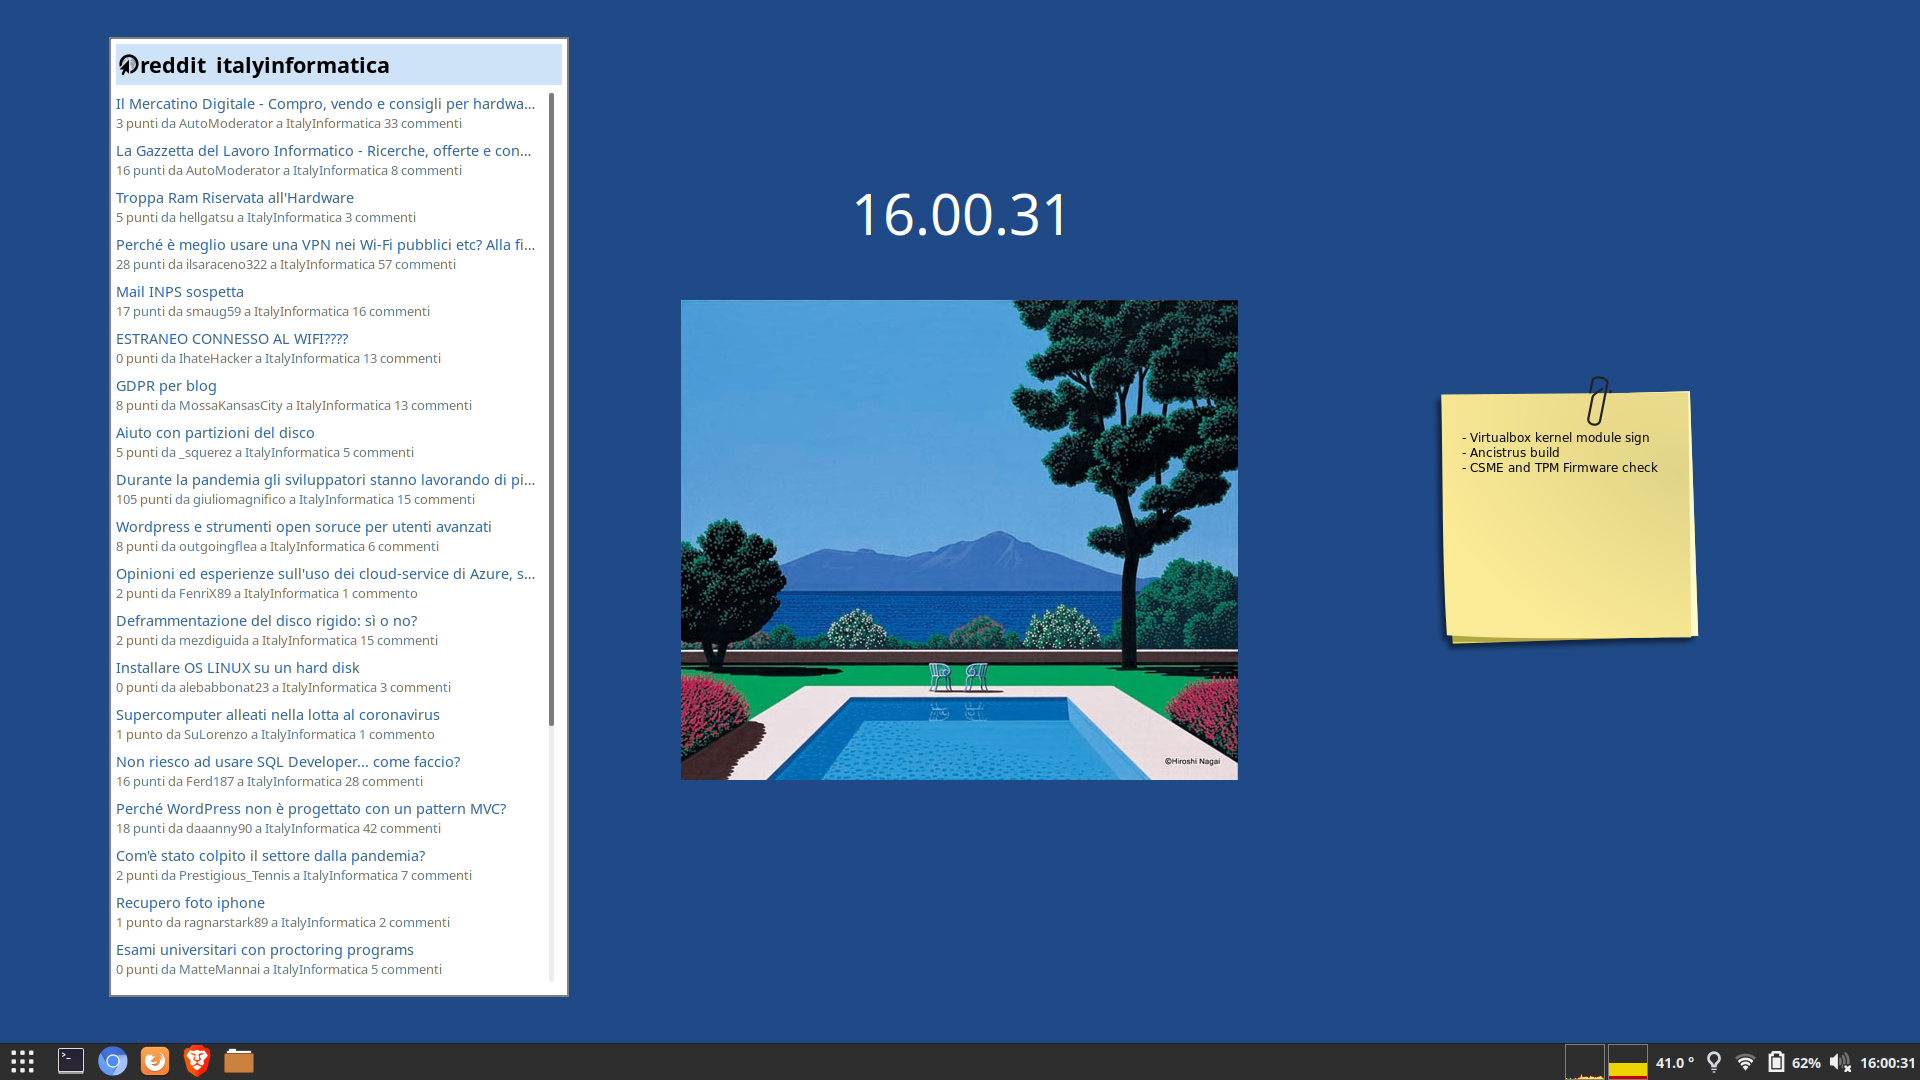 reddit italyinformatica
Il Mercatino Digitale - Compro, vendo e consigli per hardwa...
3 punti da AutoModerator a ItalyInformatica 33 commenti
La Gazzetta del Lavoro Informatico - Ricerche, offerte e con...
16 punti da AutoModerator a ItalyInformatica 8 commenti
Troppa Ram Riservata all'Hardware
5 punti da hellgatsu a ItalyInformatica 3 commenti
Perché è meglio usare una VPN nei Wi-Fi pubblici etc? Alla fi...
28 punti da ilsaraceno322 a ItalyInformatica 57 commenti
Mail INPS sospetta
17 punti da smaug59 a ItalyInformatica 16 commenti
ESTRANEO CONNESSO AL WIFI????
0 punti da IhateHacker a ItalyInformatica 13 commenti
GDPR per blog
8 punti da MossaKansasCity a ItalyInformatica 13 commenti
Aiuto con partizioni del disco
5 punti da _squerez a ItalyInformatica 5 commenti
Durante la pandemia gli sviluppatori stanno lavorando di pi...
105 punti da giuliomagnifico a ItalyInformatica 15 commenti
Wordpress e strumenti open soruce per utenti avanzati
8 punti da outgoingflea a ItalyInformatica 6 commenti
Opinioni ed esperienze sull'uso dei cloud-service di Azure, s...
2 punti da FenriX89 a ItalyInformatica 1 commento
Deframmentazione del disco rigido: sì o no?
2 punti da mezdiguida a ItalyInformatica 15 commenti
Installare OS LINUX su un hard disk
0 punti da alebabbonat23 a ItalyInformatica 3 commenti
Supercomputer alleati nella lotta al coronavirus
1 punto da SuLorenzo a ItalyInformatica 1 commento
Non riesco ad usare SQL Developer... come faccio?
16 punti da Ferd187 a ItalyInformatica 28 commenti
Perché WordPress non è progettato con un pattern MVC?
18 punti da daaanny90 a ItalyInformatica 42 commenti
Com'è stato colpito il settore dalla pandemia?
2 punti da Prestigious_Tennis a ItalyInformatica 7 commenti
Recupero foto iphone
1 punto da ragnarstark89 a ItalyInformatica 2 commenti
Esami universitari con proctoring programs
0 punti da MatteMannai a ItalyInformatica 5 commenti
16.00.31
©Hiroshi Nagai
- Virtualbox kernel module sign
- Ancistrus build
- CSME and TPM Firmware check
41.0 ° 62% 16:00:31